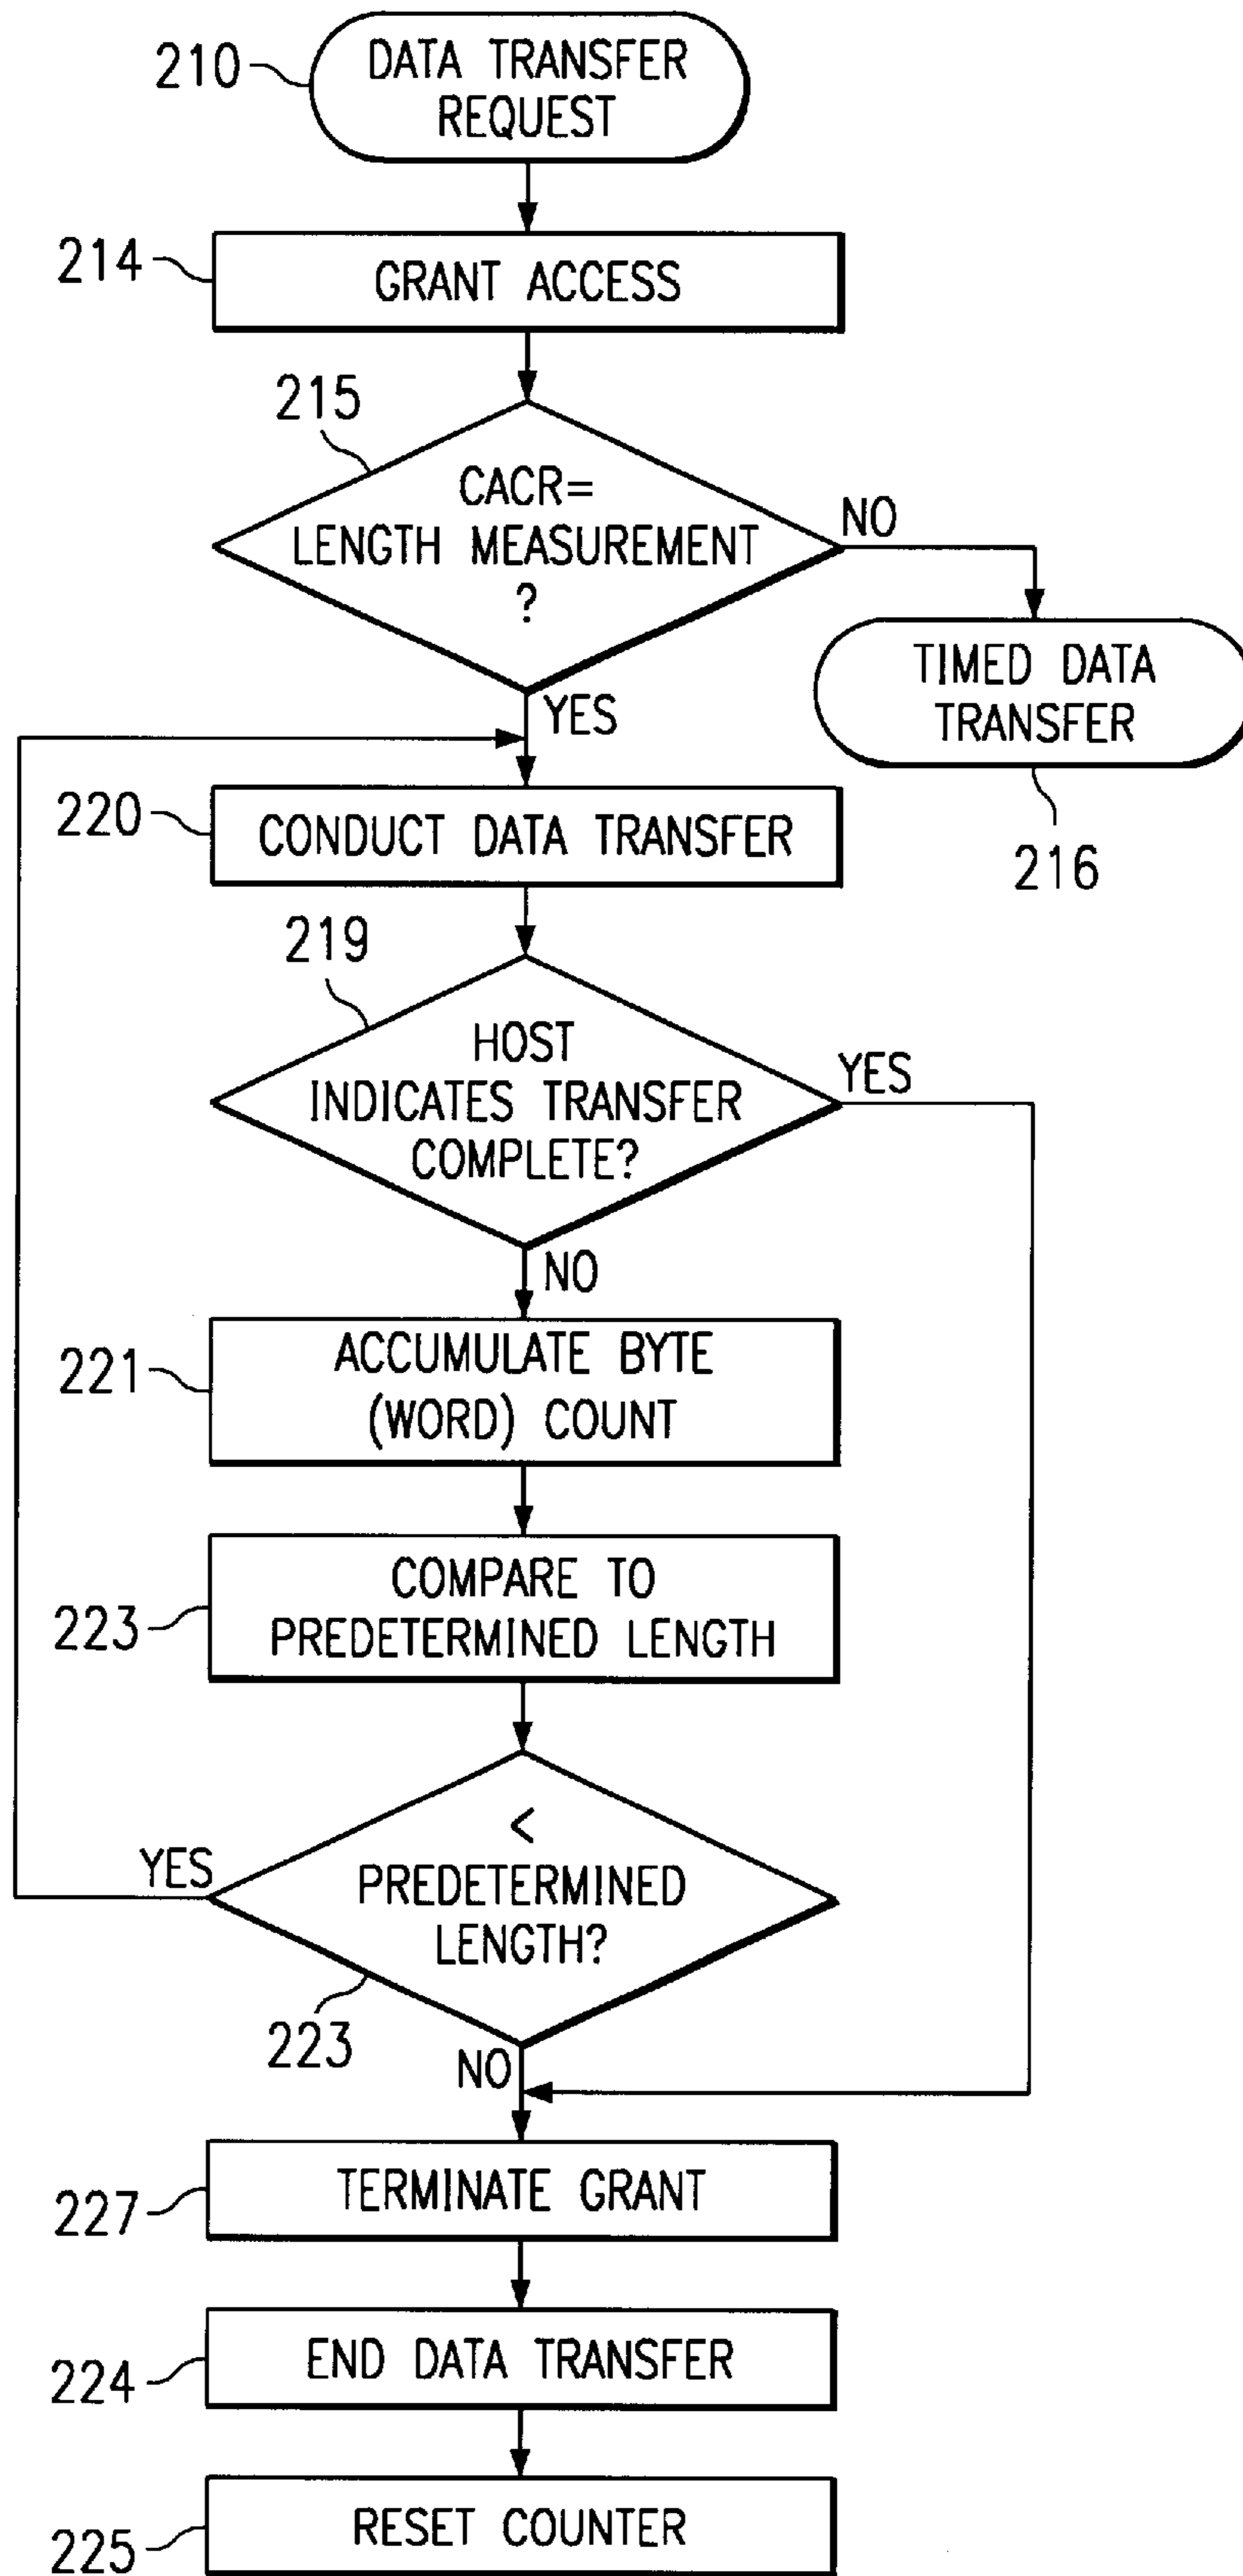 210
DATA TRANSFER
REQUEST
214
GRANT ACCESS
215
CACR=
LENGTH MEASUREMENT
?
NO
TIMED DATA
TRANSFER
216
YES
220
CONDUCT DATA TRANSFER
219
HOST
INDICATES TRANSFER
COMPLETE?
YES
NO
221
ACCUMULATE BYTE
(WORD) COUNT
223
COMPARE TO
PREDETERMINED LENGTH
YES
<
PREDETERMINED
LENGTH?
223
NO
227
TERMINATE GRANT
224
END DATA TRANSFER
225
RESET COUNTER